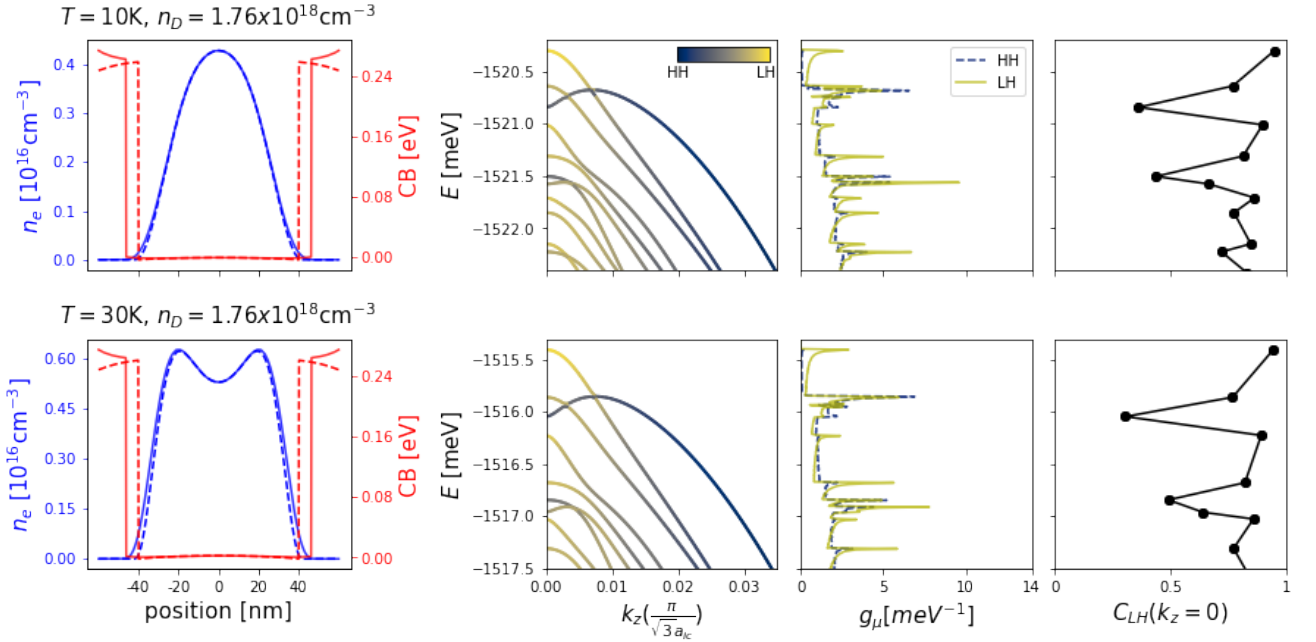 T = 10K, n_D = 1.76x10^18 cm^−3
0.4
0.3
0.2
0.1
0.0
n_e [10^16 cm^−3]
0.28
0.24
0.16
0.08
0.00
CB [eV]
−1520.5
−1521.0
−1521.5
−1522.0
E [meV]
HH
LH
HH
LH
T = 30K, n_D = 1.76x10^18 cm^−3
0.60
0.45
0.30
0.15
0.00
n_e [10^16 cm^−3]
-40
-20
0
20
40
position [nm]
0.24
0.16
0.08
0.00
CB [eV]
−1515.5
−1516.0
−1516.5
−1517.0
−1517.5
E [meV]
0.00
0.01
0.02
0.03
k_z(π/√3 a_lc)
0
5
10
14
g_μ[meV^−1]
0
0.5
1
C_LH(k_z = 0)